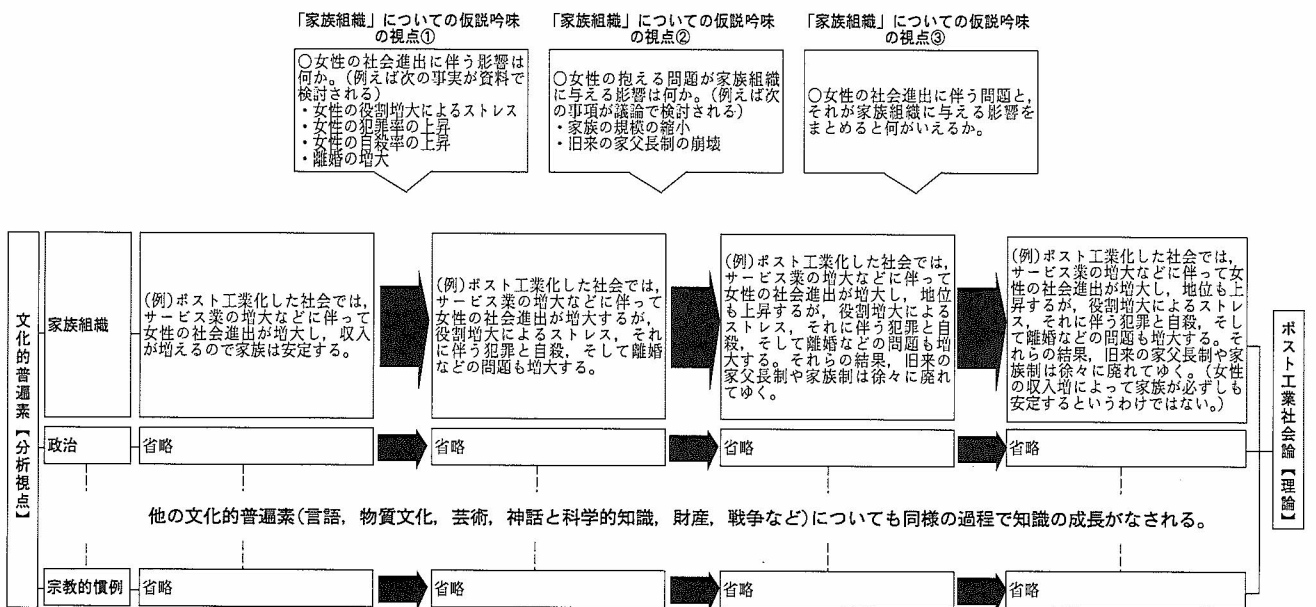 「家族組織」についての仮説吟味
の視点①
「家族組織」についての仮説吟味
の視点②
「家族組織」についての仮説吟味
の視点③
○女性の社会進出に伴う影響は
何か。(例えば次の事実が資料で
検討される)
・女性の役割増大によるストレス
・女性の犯罪率の上昇
・女性の自殺率の上昇
・離婚の増大
○女性の抱える問題が家族組織
に与える影響は何か。(例えば次
の事項が議論で検討される)
・家族の規模の縮小
・旧来の家父長制の崩壊
○女性の社会進出に伴う問題と,
それが家族組織に与える影響を
まとめると何がいえるか。
文化的普遍素【分析視点】
家族組織
(例)ポスト工業化した社会では,
サービス業の増大などに伴って
女性の社会進出が増大し,収入
が増えるので家族は安定する。
(例)ポスト工業化した社会では,
サービス業の増大などに伴って
女性の社会進出が増大するが,
役割増大によるストレス,それ
に伴う犯罪と自殺,そして離婚
などの問題も増大する。
(例)ポスト工業化した社会では,
サービス業の増大などに伴って
女性の社会進出が増大し,地位
も上昇するが,役割増大による
ストレス,それに伴う犯罪と自
殺,そして離婚などの問題も増
大する。それらの結果,旧来の
家父長制や家族制は徐々に廃れ
てゆく。
(例)ポスト工業化した社会では,
サービス業の増大などに伴って女
性の社会進出が増大し,地位も上
昇するが,役割増大によるストレ
ス,それに伴う犯罪と自殺,そして
離婚などの問題も増大する。そ
れらの結果,旧来の家父長制や家
族制は徐々に廃れてゆく。(女性
の収入増によって家族が必ずしも
安定するというわけではない。)
ポスト工業社会論【理論】
政治
省略
省略
省略
省略
他の文化的普遍素(言語,物質文化,芸術,神話と科学的知識,財産,戦争など)についても同様の過程で知識の成長がなされる。
宗教的慣例
省略
省略
省略
省略